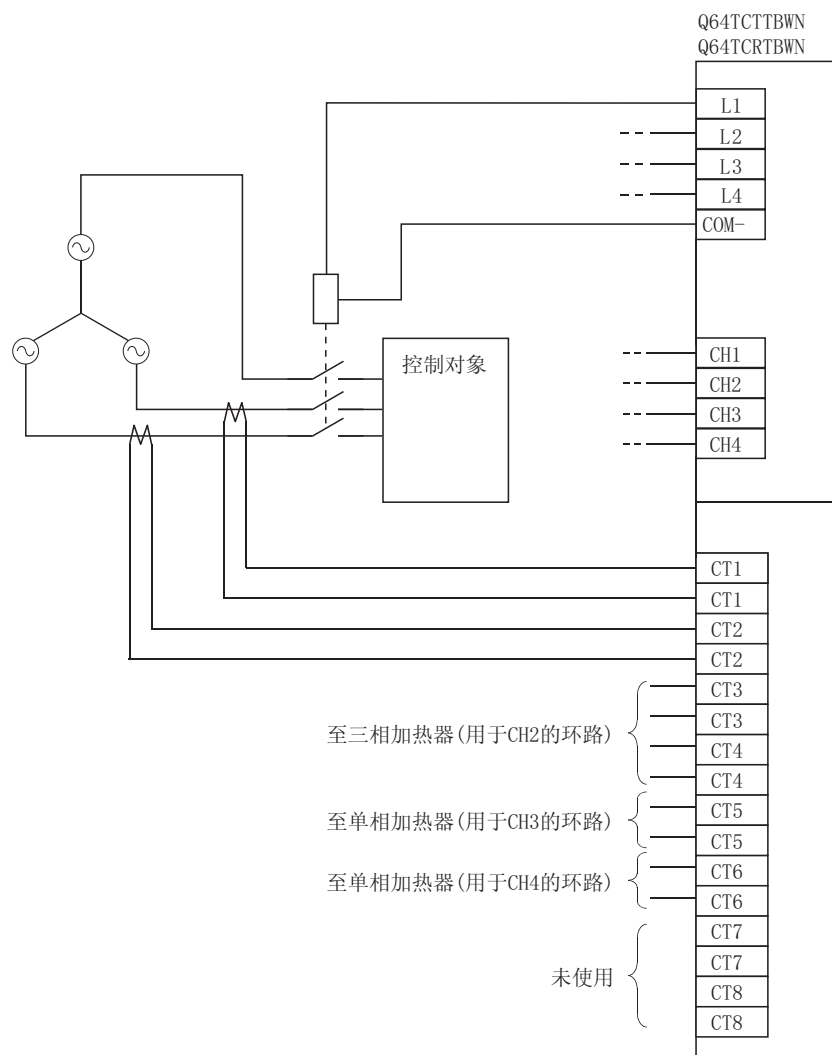 Q64TCTTBWN
Q64TCRTBWN
L1
L2
L3
L4
COM-
控制对象
CH1
CH2
CH3
CH4
CT1
CT1
CT2
CT2
CT3
CT3
至三相加热器(用于CH2的环路)
CT4
CT4
CT5
至单相加热器(用于CH3的环路)
CT5
CT6
至单相加热器(用于CH4的环路)
CT6
CT7
CT7
未使用
CT8
CT8